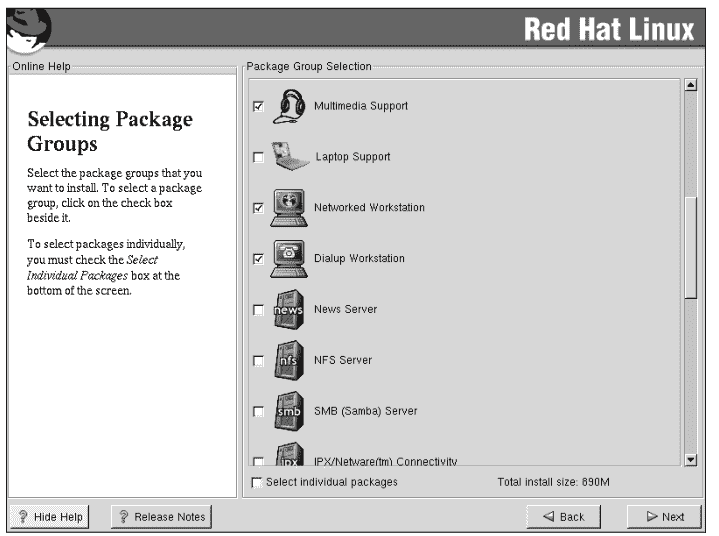 Red Hat Linux
Online Help
Selecting Package
Groups
Select the package groups that you
want to install. To select a package
group, click on the check box
beside it.
To select packages individually,
you must check the Select
Individual Packages box at the
bottom of the screen.
Package Group Selection
Multimedia Support
Laptop Support
Networked Workstation
Dialup Workstation
news
News Server
nfs
NFS Server
smb
SMB (Samba) Server
IPX
IPX/Netware(tm) Connectivity
Select individual packages
Total install size: 890M
Hide Help
Release Notes
Back
Next